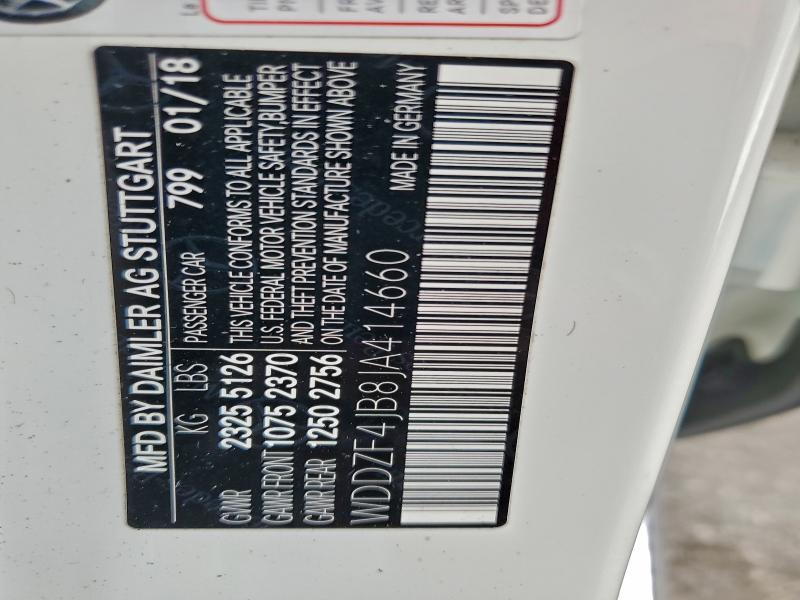 MFD BY DAIMLER AG STUTTGART
KG LBS PASSENGER CAR 799 01/18
GVWR 2325 5126 THIS VEHICLE CONFORMS TO ALL APPLICABLE
GAWR FRONT 1075 2370 U.S. FEDERAL MOTOR VEHICLE SAFETY,BUMPER
GAWR REAR 1250 2756 AND THEFT PREVENTION STANDARDS IN EFFECT
ON THE DATE OF MANUFACTURE SHOWN ABOVE
WDDZF4JB8JA414660 MADE IN GERMANY